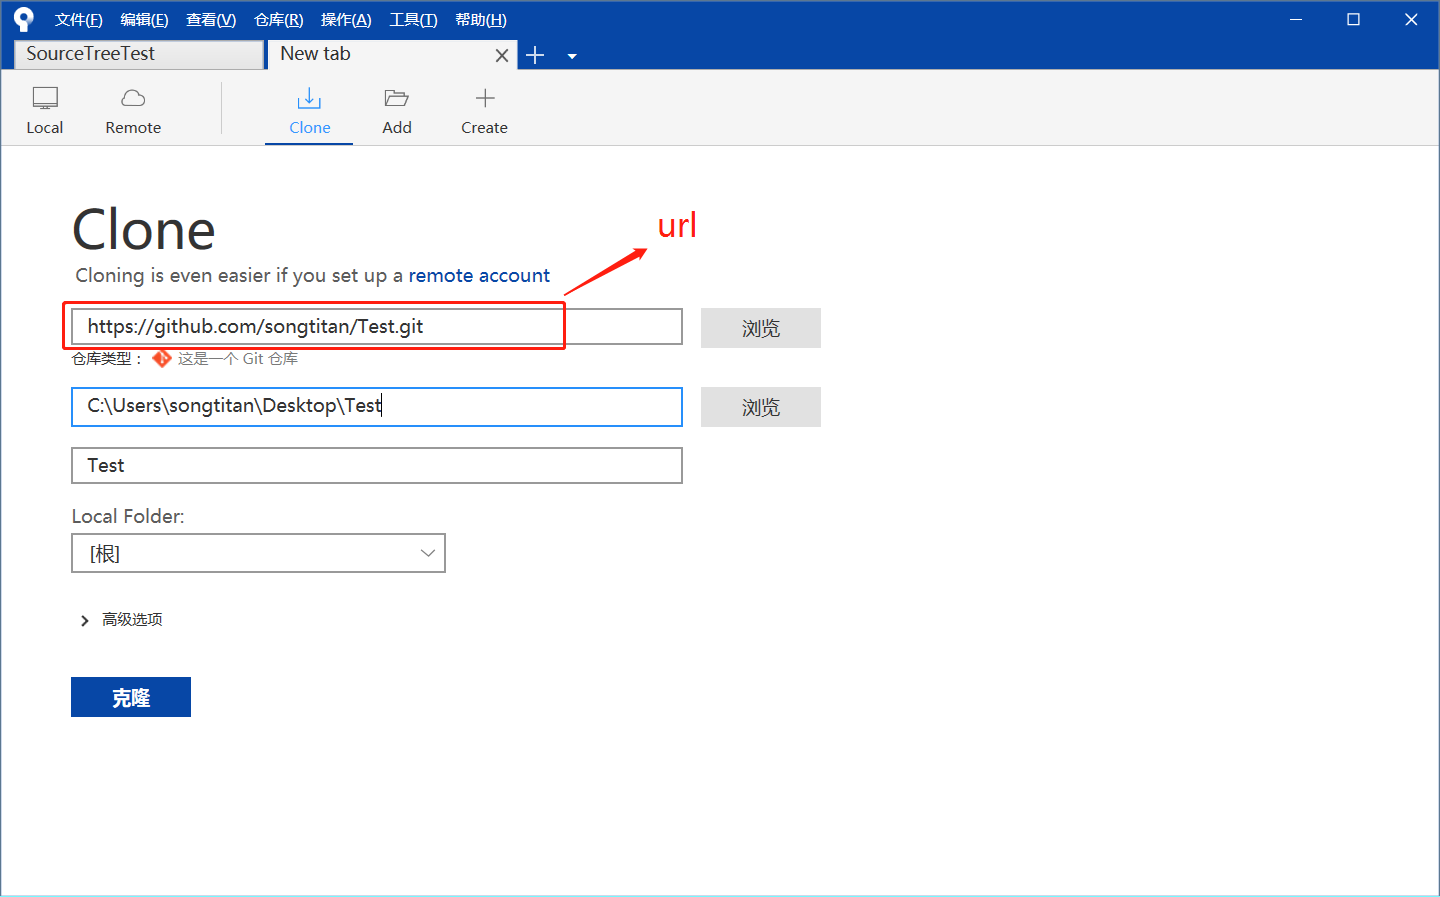 文件(F) 编辑(E) 查看(V) 仓库(R) 操作(A) 工具(T) 帮助(H)
SourceTreeTest New tab
Local Remote Clone Add Create
Clone
url
Cloning is even easier if you set up a remote account
https://github.com/songtitan/Test.git 浏览
仓库类型： 这是一个 Git 仓库
C:\Users\songtitan\Desktop\Test 浏览
Test
Local Folder:
[根]
高级选项
克隆